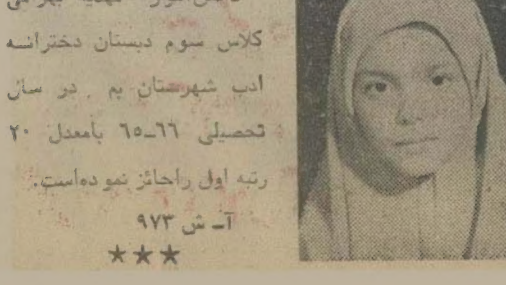 کلاس سوم دبستان دخترانه
ادب شهرستان بم . در سال
تحصیلی ۶۶-۶۵ بامعدل ۲۰
رتبه اول راحائز نموده‌است.
آ- ش ۹۷۳
★★★